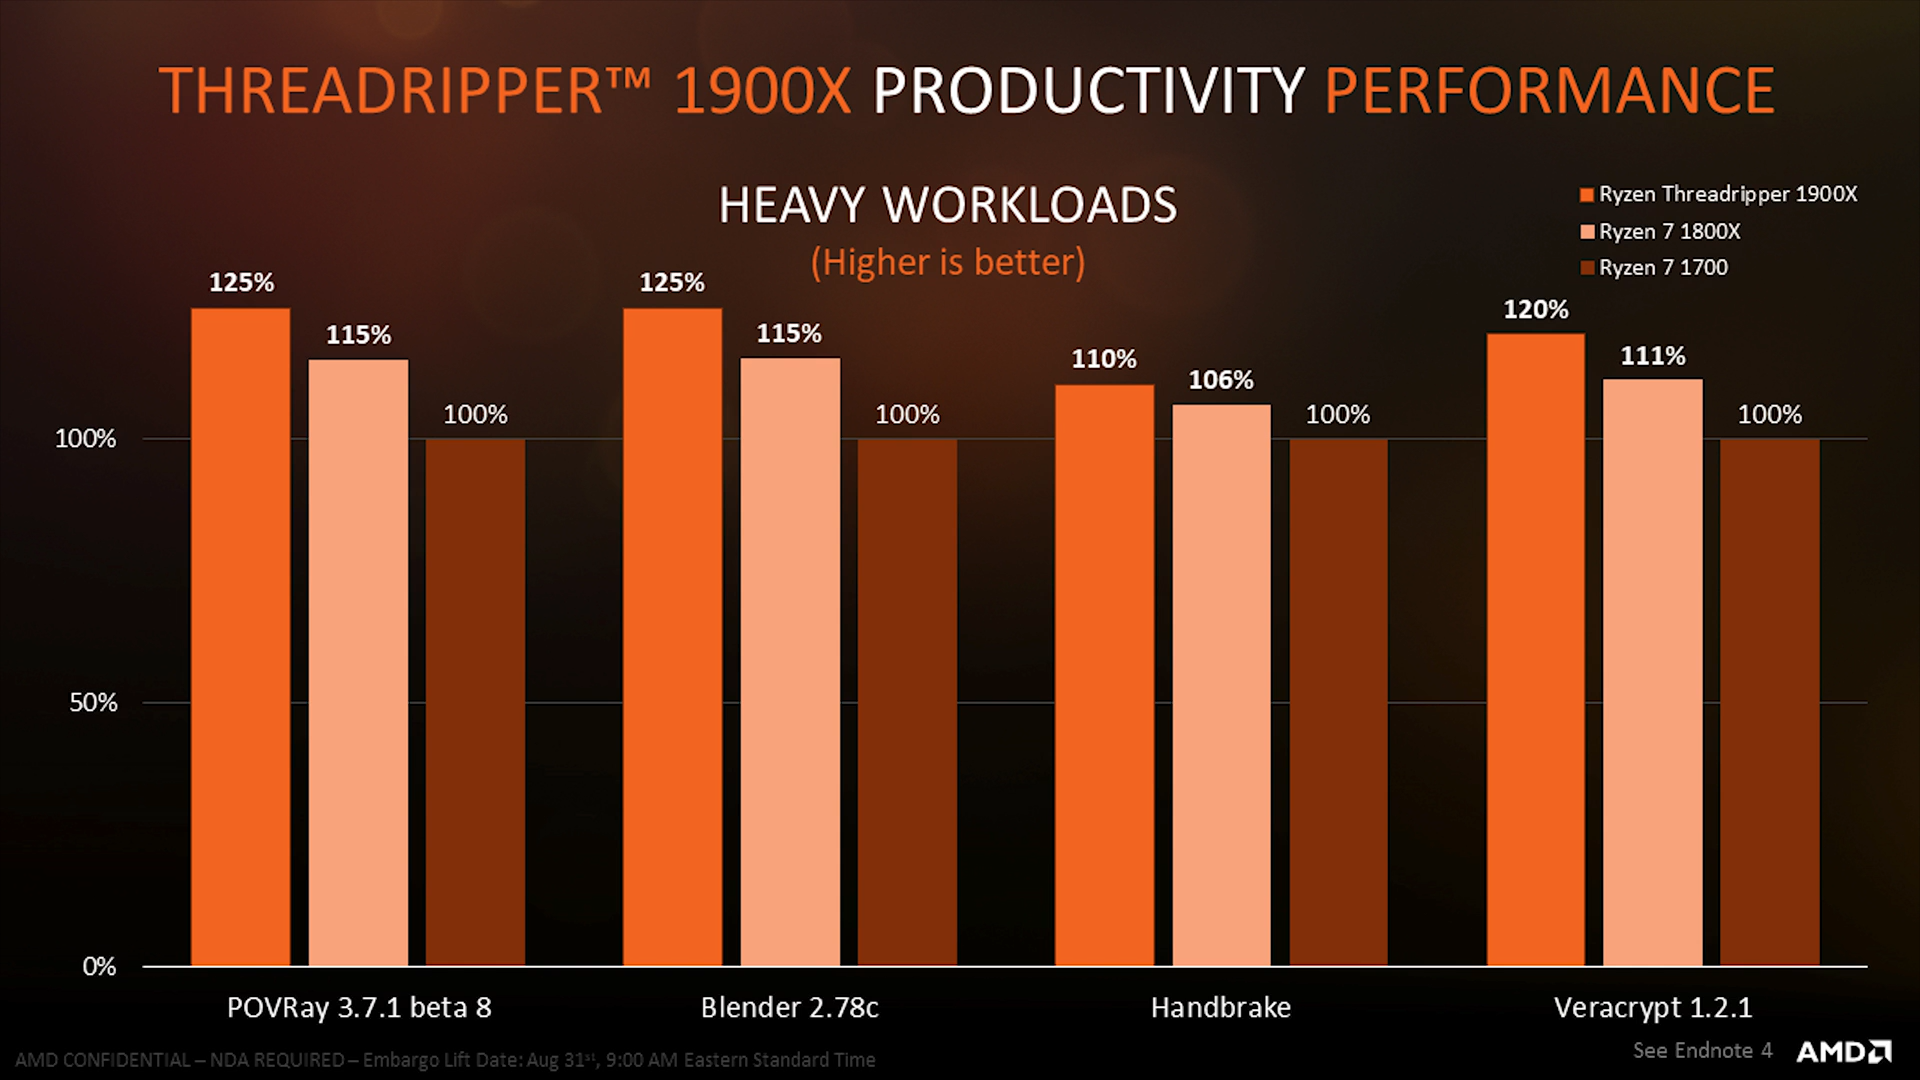 THREADRIPPER™ 1900X PRODUCTIVITY PERFORMANCE
HEAVY WORKLOADS
(Higher is better)
Ryzen Threadripper 1900X
Ryzen 7 1800X
Ryzen 7 1700
125%
115%
100%
125%
115%
100%
110%
106%
100%
120%
111%
100%
100%
50%
0%
POVRay 3.7.1 beta 8
Blender 2.78c
Handbrake
Veracrypt 1.2.1
AMD CONFIDENTIAL – NDA REQUIRED – Embargo Lift Date: Aug 31st, 9:00 AM Eastern Standard Time
See Endnote 4
AMD